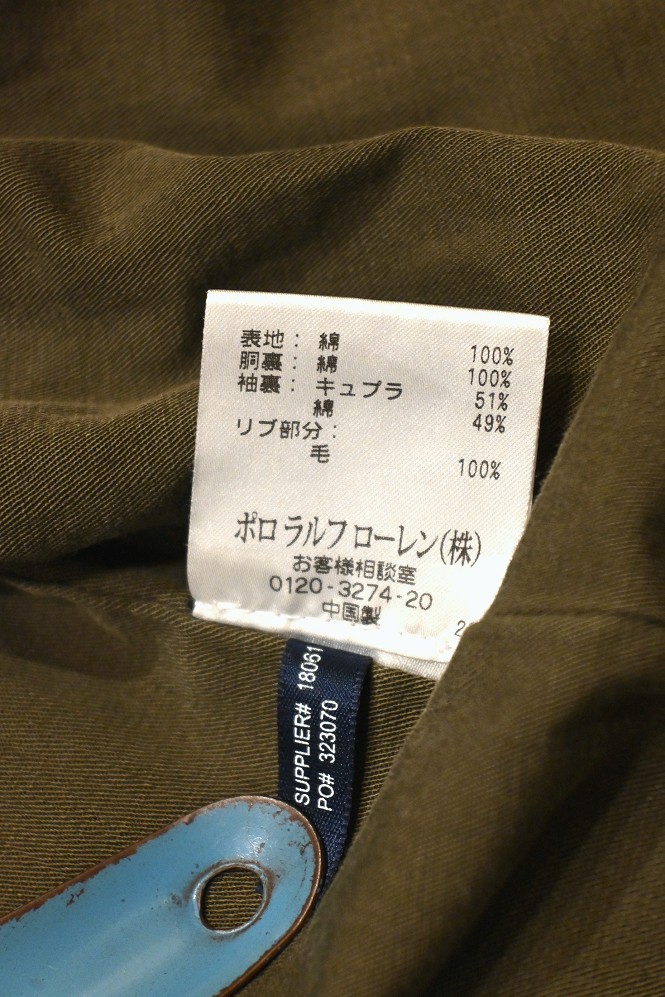 表地： 綿 100%
胴裏： 綿 100%
袖裏： キュプラ 51%
綿 49%
リブ部分：
毛 100%
ポロ ラルフ ローレン(株)
お客様相談室
0120-3274-20
中国製
2
SUPPLIER# 18061
PO# 323070